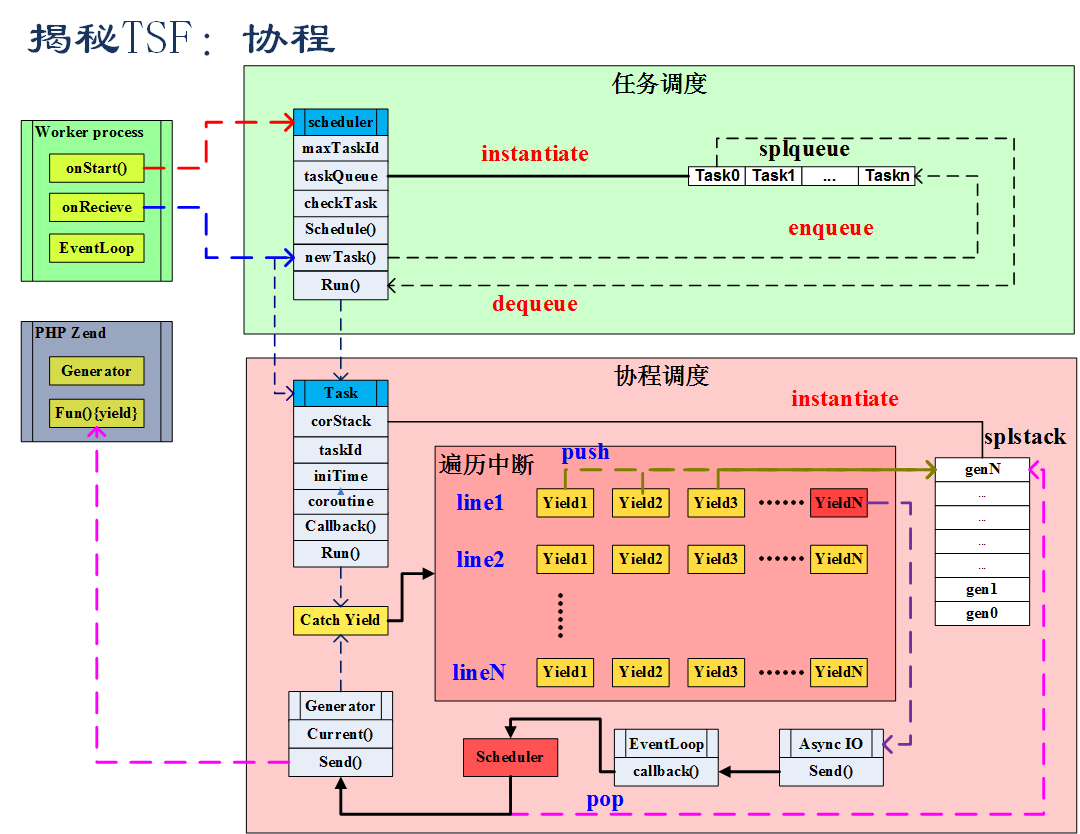 揭秘TSF：协程
任务调度
Worker process
onStart()
onRecieve
EventLoop
scheduler
maxTaskId
taskQueue
checkTask
Schedule()
newTask()
Run()
instantiate
splqueue
Task0 Task1 ... Taskn
enqueue
dequeue
PHP Zend
Generator
Fun(){yield}
协程调度
Task
corStack
taskId
iniTime
coroutine
Callback()
Run()
instantiate
splstack
genN
...
...
...
...
gen1
gen0
遍历中断
push
line1 Yield1 Yield2 Yield3 ...... YieldN
line2 Yield1 Yield2 Yield3 ...... YieldN
lineN Yield1 Yield2 Yield3 ...... YieldN
Catch Yield
Generator
Current()
Send()
Scheduler
EventLoop
callback()
Async IO
Send()
pop